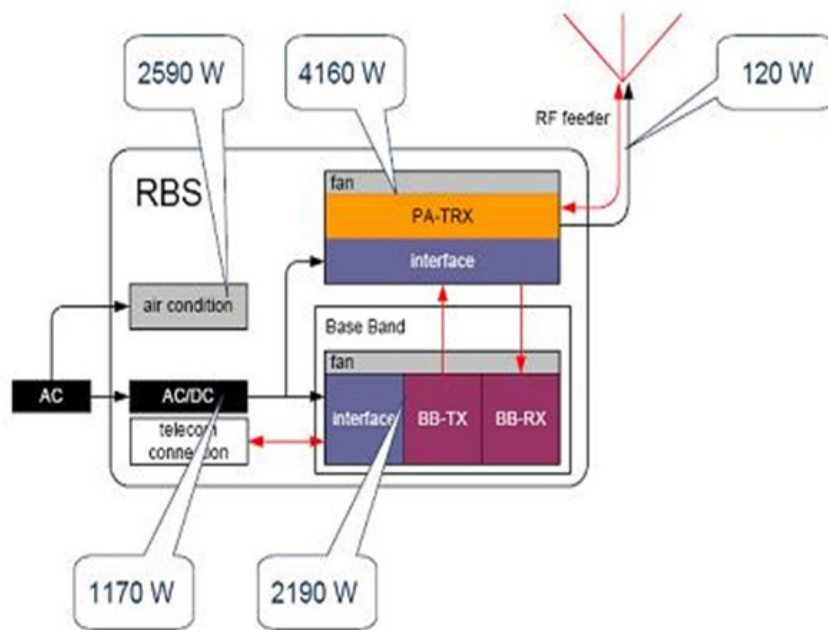 2590 W
4160 W
120 W
RF feeder
RBS
fan
PA-TRX
interface
air condition
Base Band
fan
AC
AC/DC
interface
BB-TX
BB-RX
telecom
connection
1170 W
2190 W